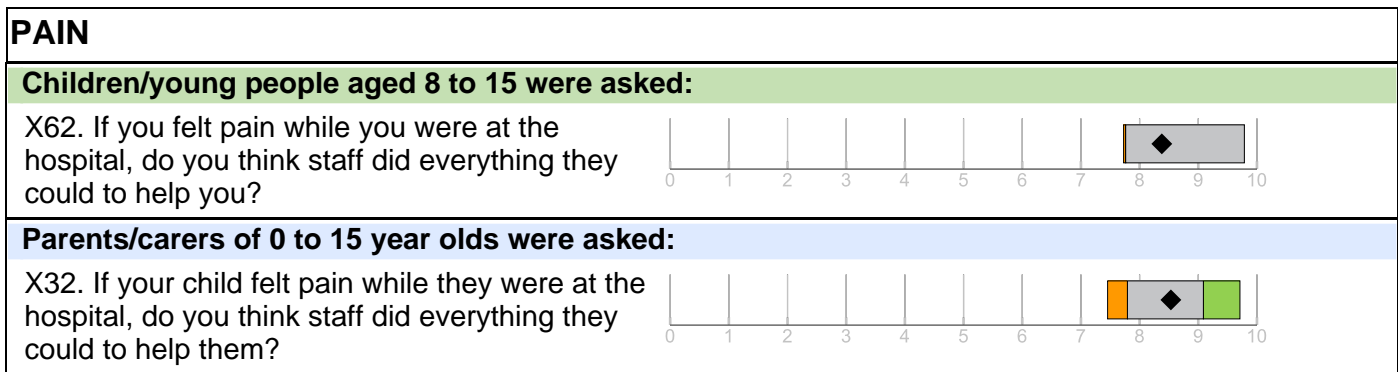 PAIN
Children/young people aged 8 to 15 were asked:
X62. If you felt pain while you were at the
hospital, do you think staff did everything they
could to help you?
0 1 2 3 4 5 6 7 8 9 10
Parents/carers of 0 to 15 year olds were asked:
X32. If your child felt pain while they were at the
hospital, do you think staff did everything they
could to help them?
0 1 2 3 4 5 6 7 8 9 10